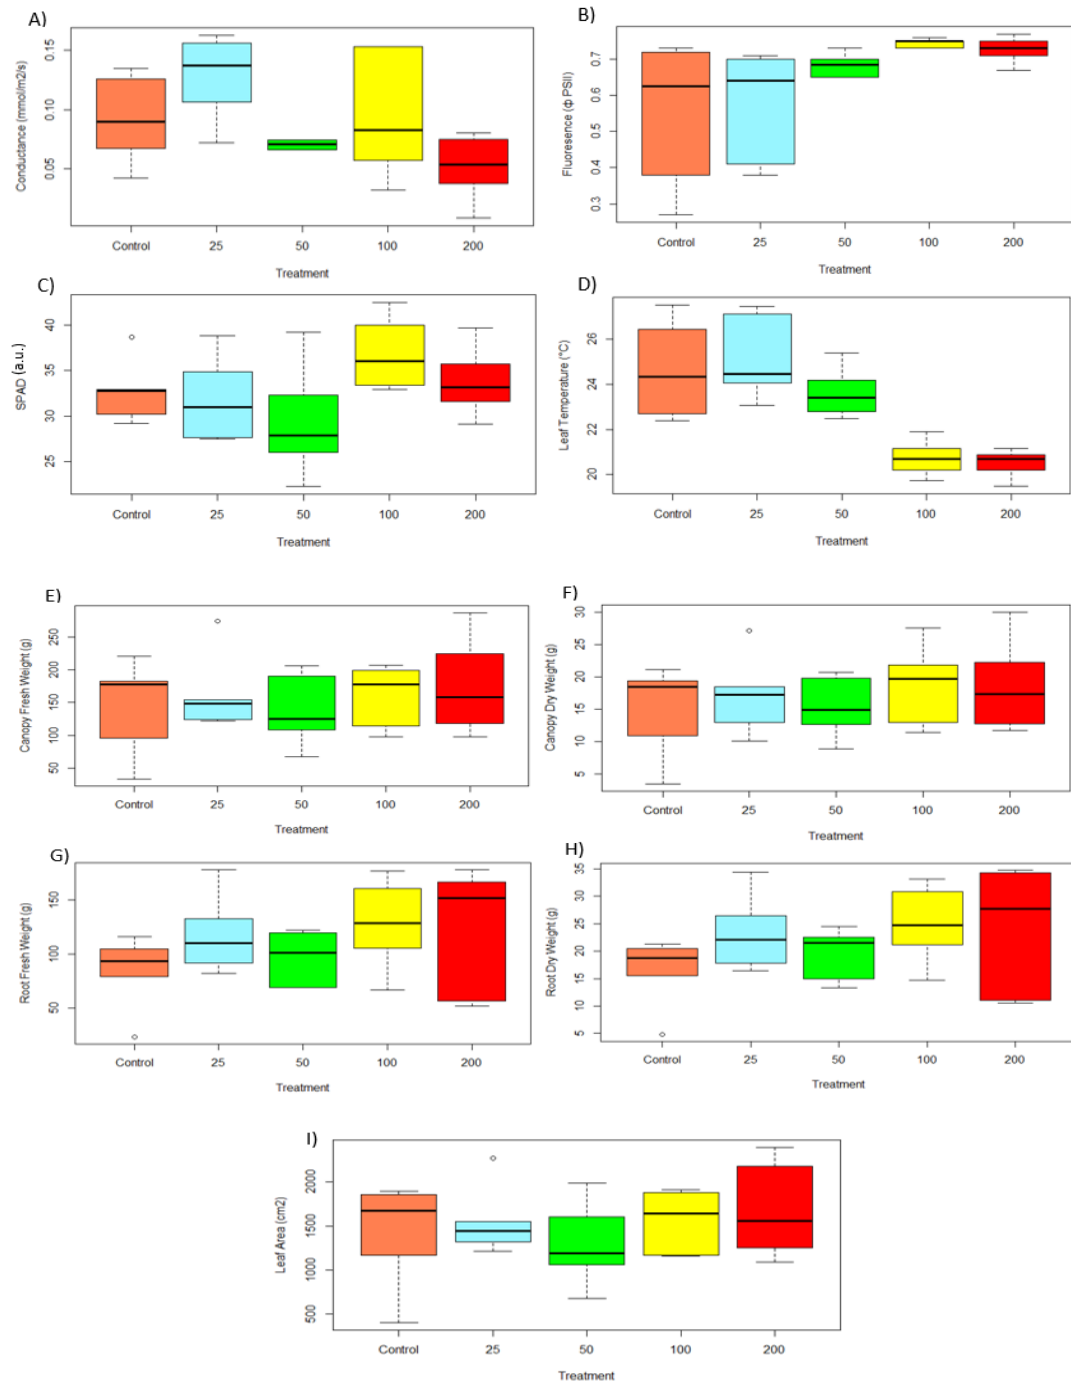 A)
Conductance (mmol/m2/s)
0.05 0.10 0.15
Control 25 50 100 200
Treatment
B)
Fluoresence (ϕ PSII)
0.3 0.4 0.5 0.6 0.7
Control 25 50 100 200
Treatment
C)
SPAD (a.u.)
25 30 35 40
Control 25 50 100 200
Treatment
D)
Leaf Temperature (°C)
20 22 24 26
Control 25 50 100 200
Treatment
E)
Canopy Fresh Weight (g)
50 100 150 200 250
Control 25 50 100 200
Treatment
F)
Canopy Dry Weight (g)
5 10 15 20 25 30
Control 25 50 100 200
Treatment
G)
Root Fresh Weight (g)
50 100 150
Control 25 50 100 200
Treatment
H)
Root Dry Weight (g)
5 10 15 20 25 30 35
Control 25 50 100 200
Treatment
I)
Leaf Area (cm2)
500 1000 1500 2000
Control 25 50 100 200
Treatment